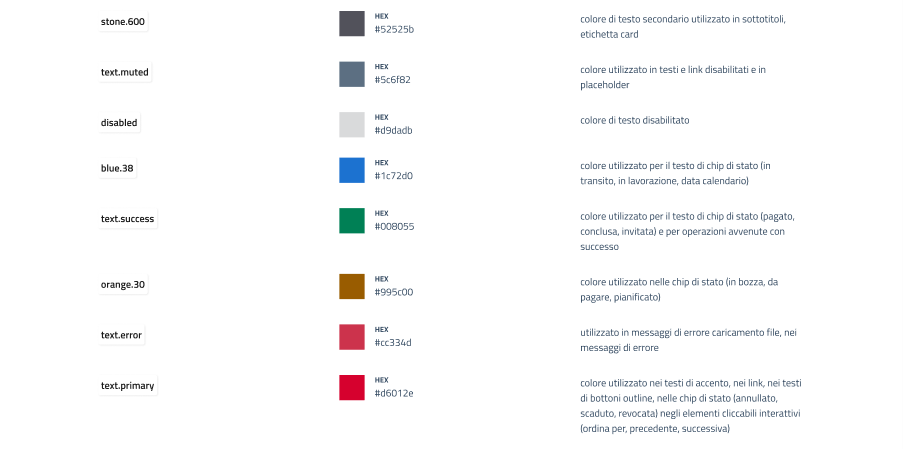 stone.600
HEX
#52525b
colore di testo secondario utilizzato in sottotitoli,
etichetta card
text.muted
HEX
#5c6f82
colore utilizzato in testi e link disabilitati e in
placeholder
disabled
HEX
#d9dadb
colore di testo disabilitato
blue.38
HEX
#1c72d0
colore utilizzato per il testo di chip di stato (in
transito, in lavorazione, data calendario)
text.success
HEX
#008055
colore utilizzato per il testo di chip di stato (pagato,
conclusa, invitata) e per operazioni avvenute con
successo
orange.30
HEX
#995c00
colore utilizzato nelle chip di stato (in bozza, da
pagare, pianificato)
text.error
HEX
#cc334d
utilizzato in messaggi di errore caricamento file, nei
messaggi di errore
text.primary
HEX
#d6012e
colore utilizzato nei testi di accento, nei link, nei testi
di bottoni outline, nelle chip di stato (annullato,
scaduto, revocata) negli elementi cliccabili interattivi
(ordina per, precedente, successiva)